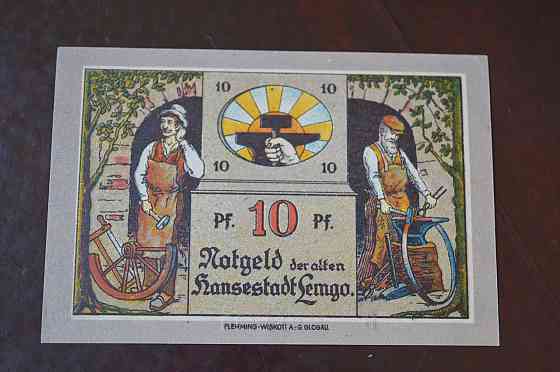 10 10
10 10
Pf. 10 Pf.
Notgeld der alten
Hansestadt Lemgo.
FLEMMING-WISKOTT A.-G. GLOGAU.